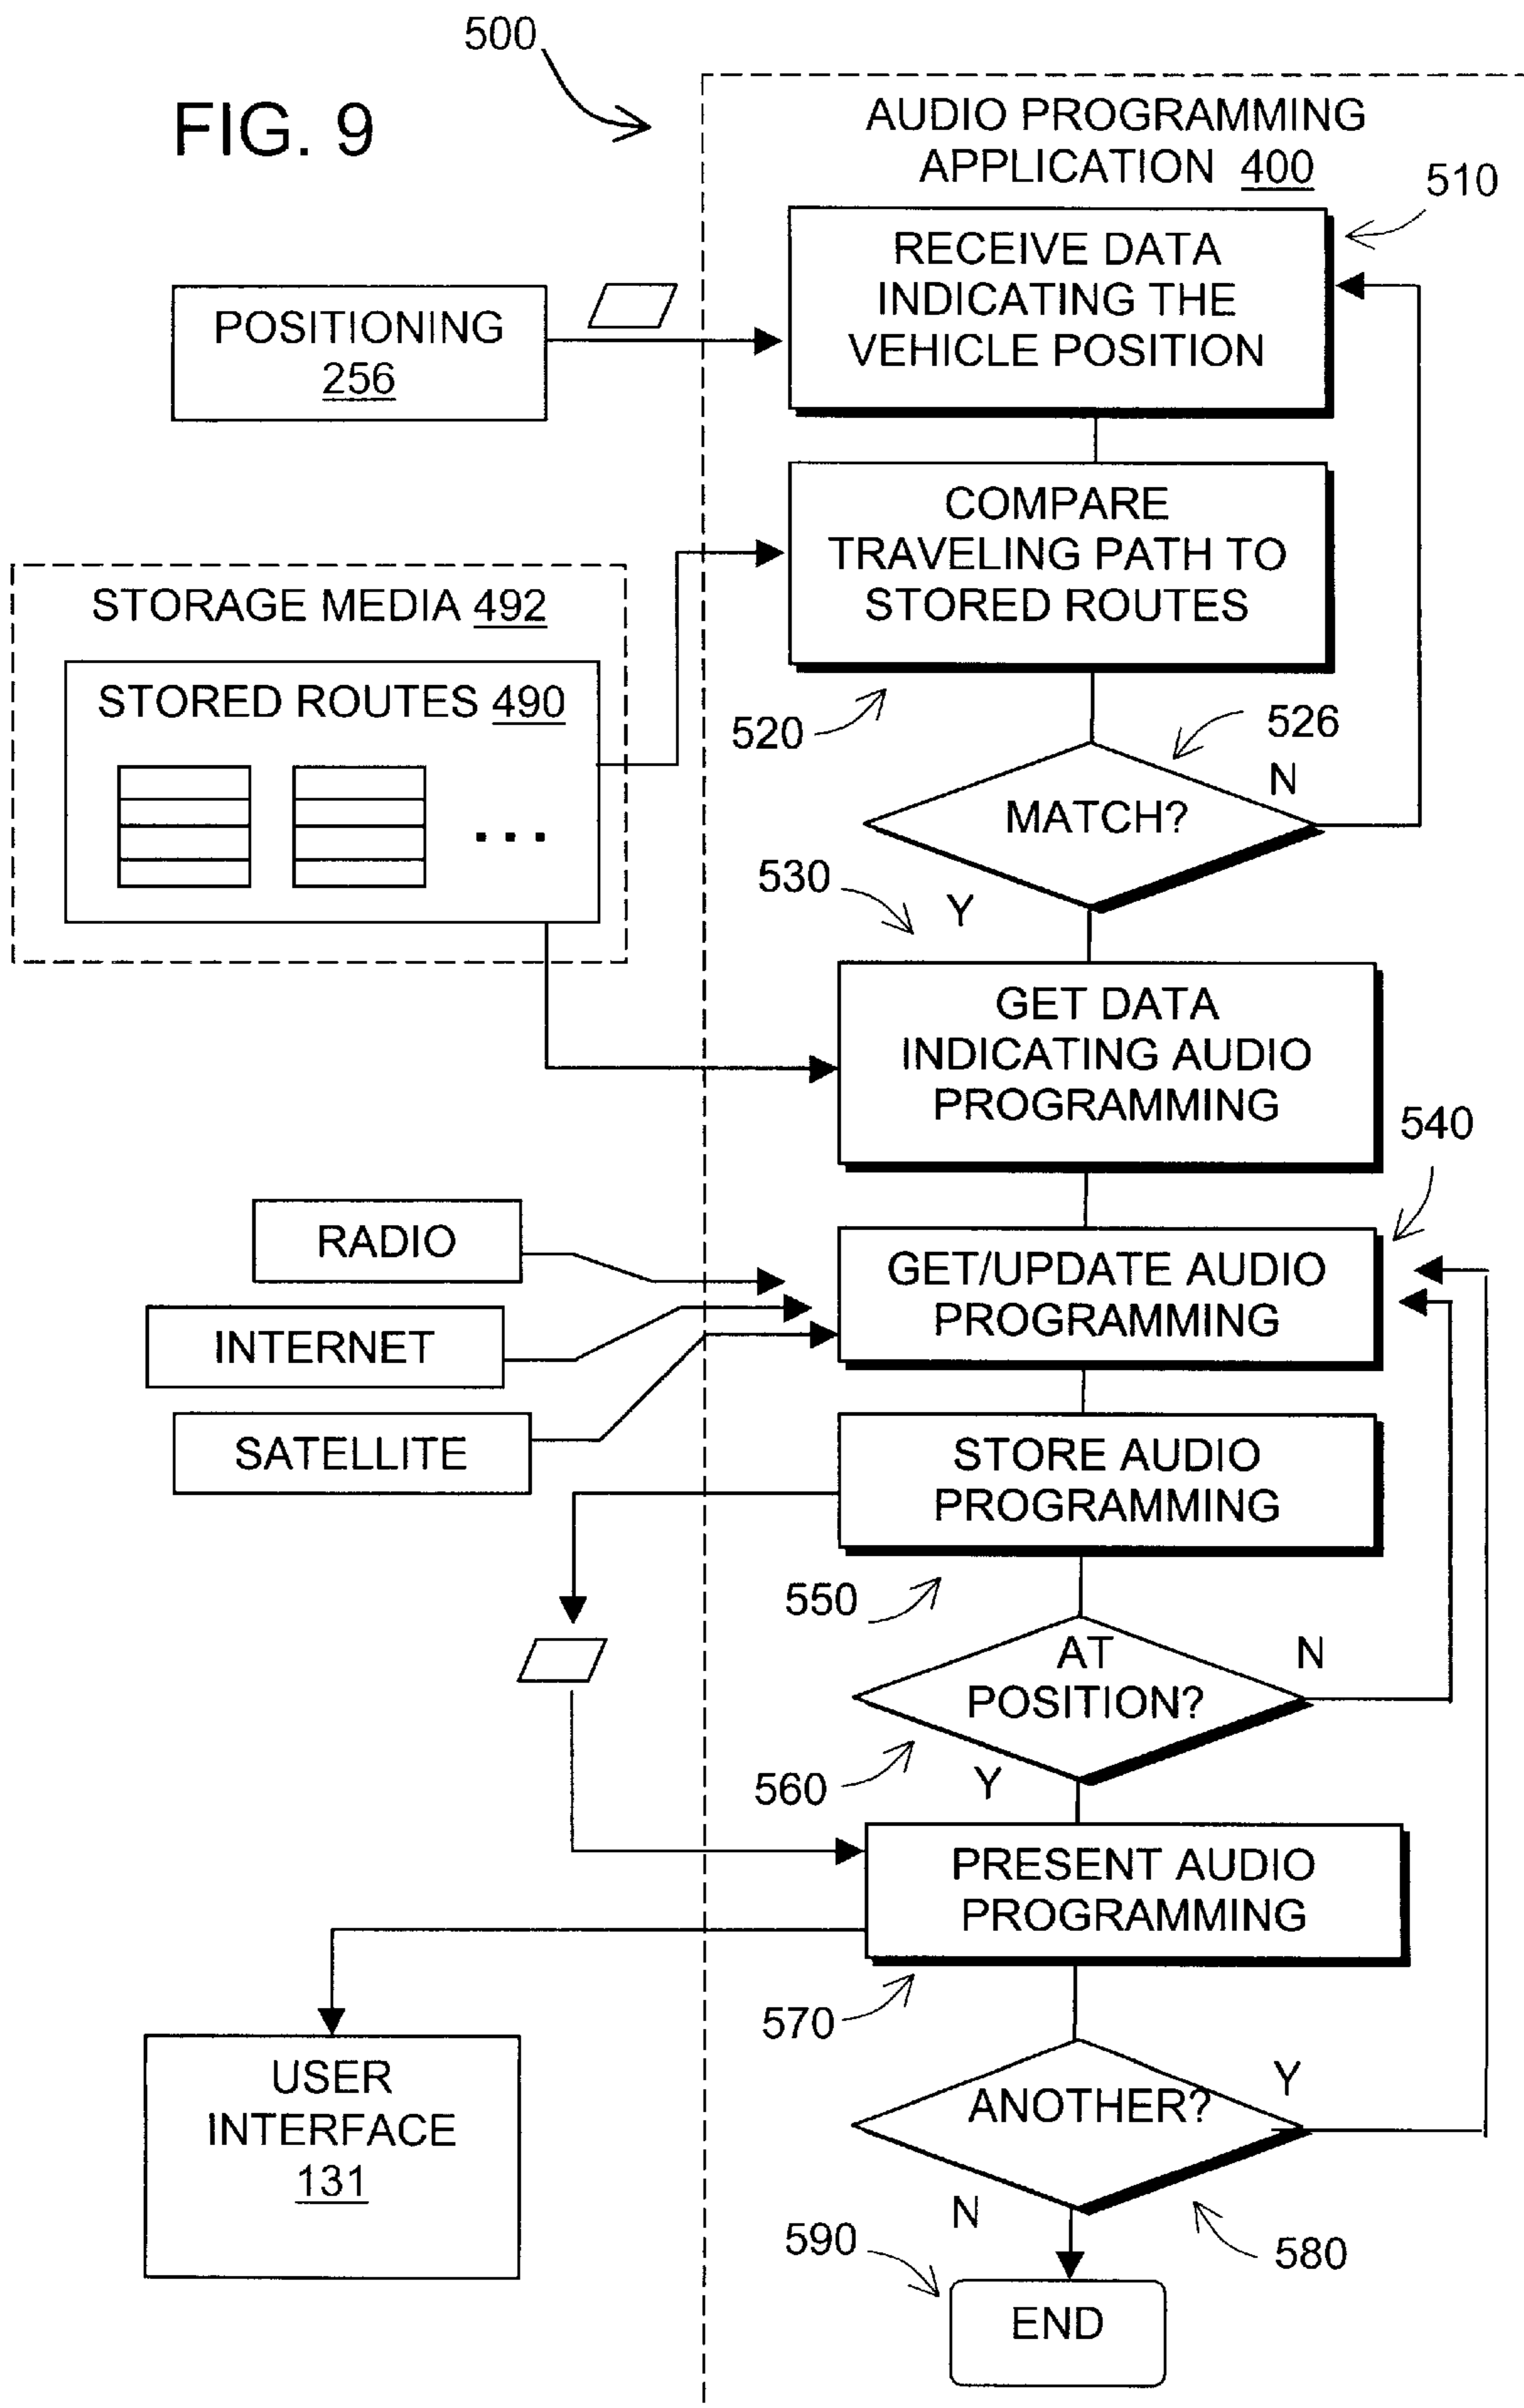 500
FIG. 9
AUDIO PROGRAMMING
APPLICATION 400
510
RECEIVE DATA
INDICATING THE
VEHICLE POSITION
POSITIONING
256
COMPARE
TRAVELING PATH TO
STORED ROUTES
STORAGE MEDIA 492
STORED ROUTES 490
...
520
526
MATCH?
N
530
Y
GET DATA
INDICATING AUDIO
PROGRAMMING
540
RADIO
INTERNET
SATELLITE
GET/UPDATE AUDIO
PROGRAMMING
STORE AUDIO
PROGRAMMING
550
AT
POSITION?
N
560
Y
PRESENT AUDIO
PROGRAMMING
570
USER
INTERFACE
131
ANOTHER?
Y
N
590
580
END